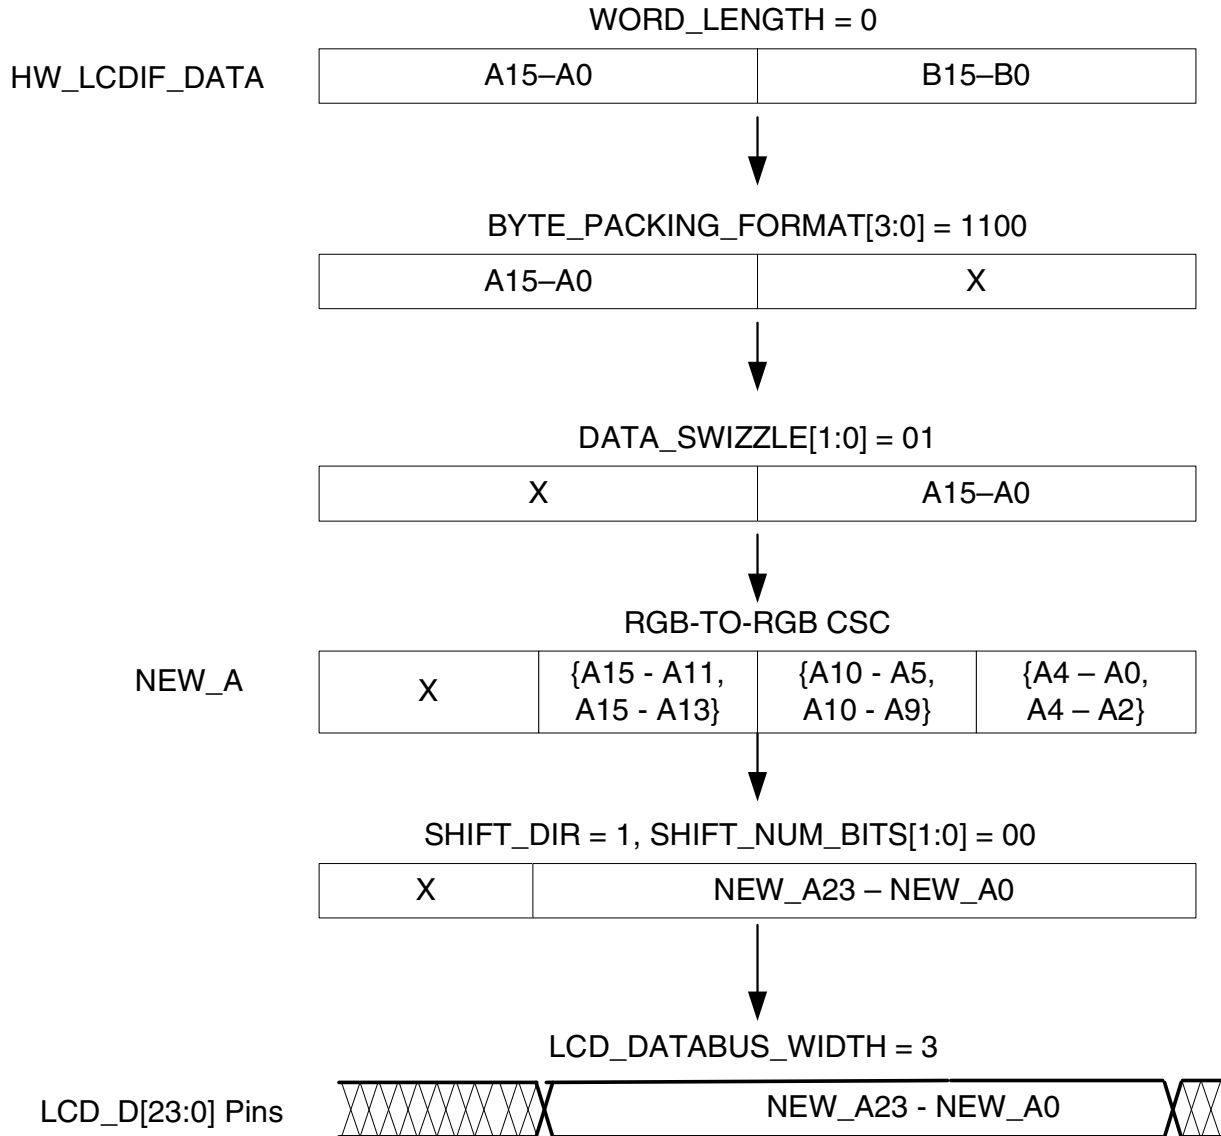 WORD_LENGTH = 0
HW_LCDIF_DATA
A15–A0
B15–B0
BYTE_PACKING_FORMAT[3:0] = 1100
A15–A0
X
DATA_SWIZZLE[1:0] = 01
X
A15–A0
RGB-TO-RGB CSC
NEW_A
X
{A15 - A11,
A15 - A13}
{A10 - A5,
A10 - A9}
{A4 – A0,
A4 – A2}
SHIFT_DIR = 1, SHIFT_NUM_BITS[1:0] = 00
X
NEW_A23 – NEW_A0
LCD_DATABUS_WIDTH = 3
LCD_D[23:0] Pins
NEW_A23 - NEW_A0